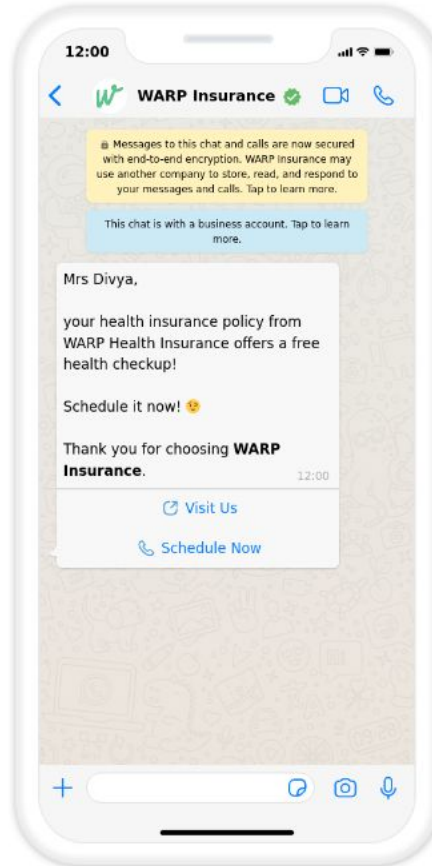 12:00
WARP Insurance
Messages to this chat and calls are now secured
with end-to-end encryption. WARP Insurance may
use another company to store, read, and respond to
your messages and calls. Tap to learn more.
This chat is with a business account. Tap to learn
more.
Mrs Divya,
your health insurance policy from
WARP Health Insurance offers a free
health checkup!
Schedule it now! 😉
Thank you for choosing WARP
Insurance.
12:00
Visit Us
Schedule Now